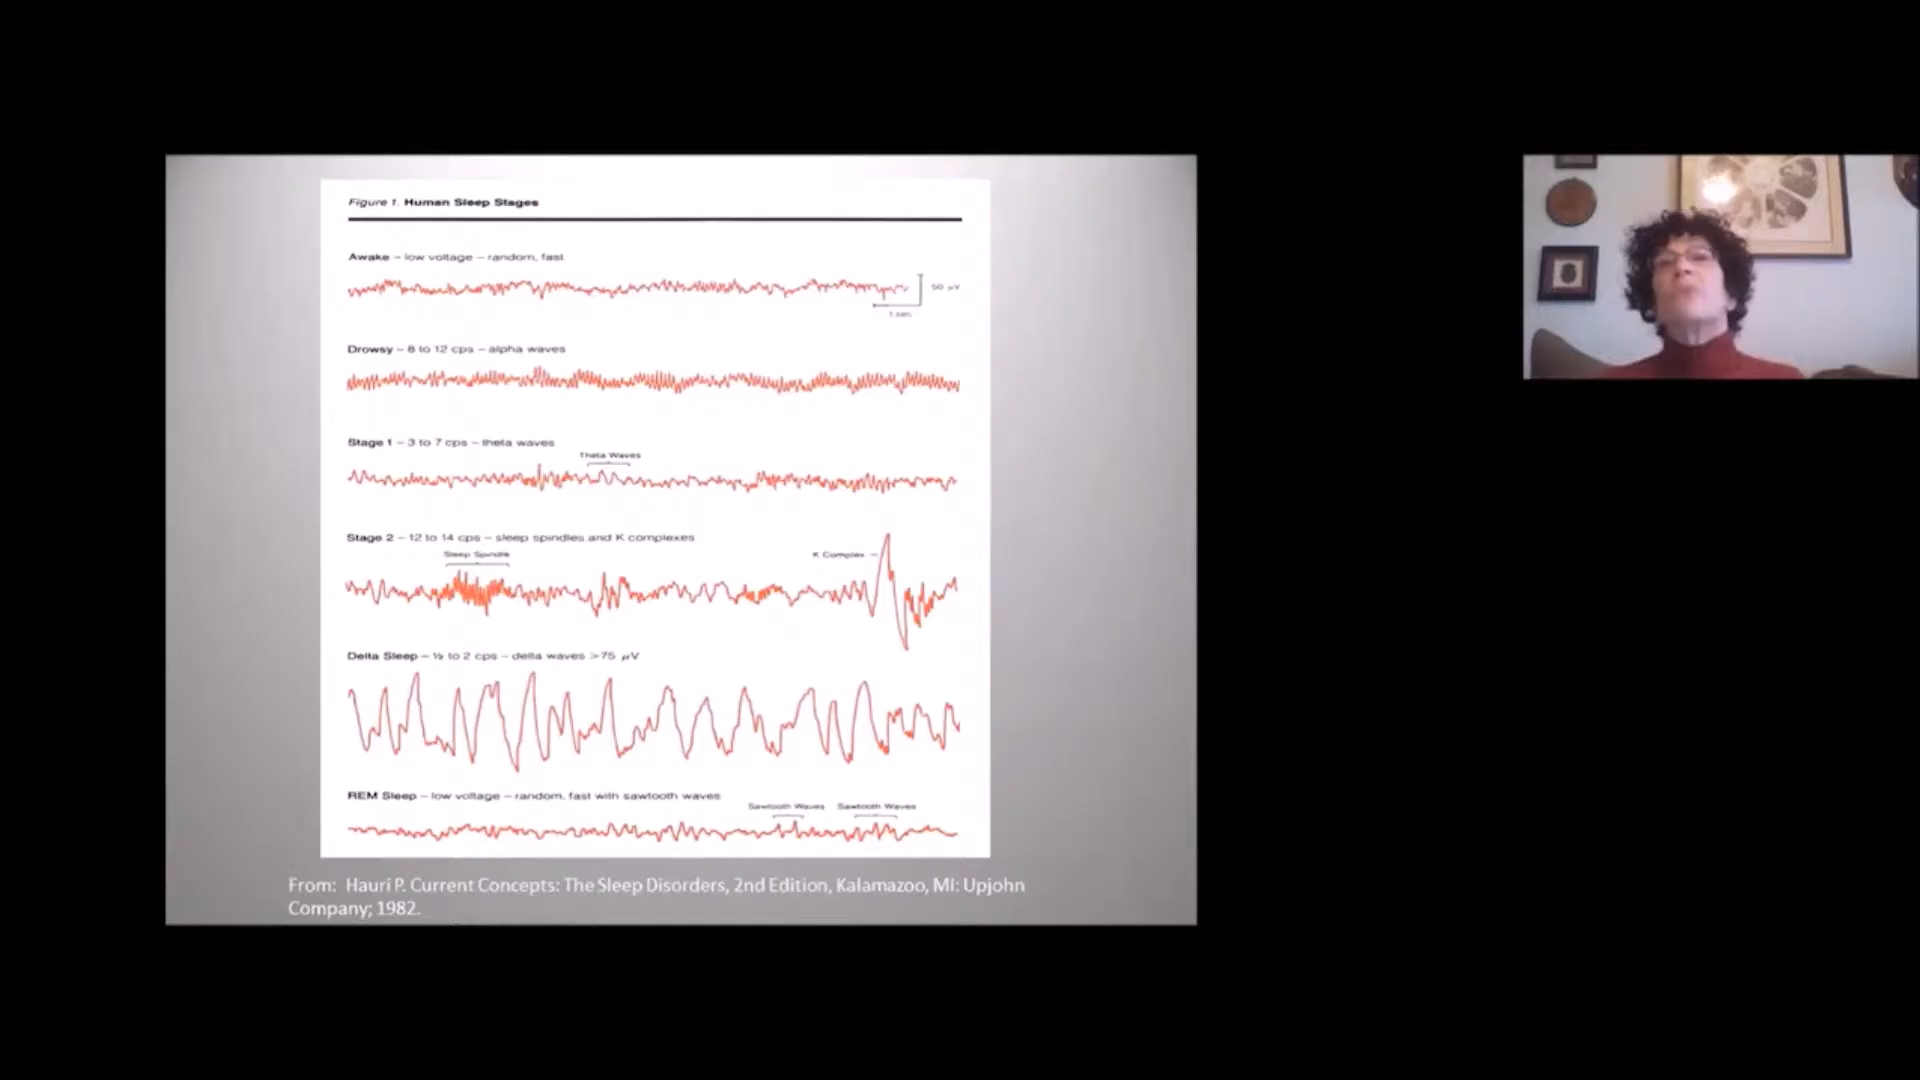 Figure 1. Human Sleep Stages
Awake – low voltage – random, fast
50 μV
1 sec
Drowsy – 8 to 12 cps – alpha waves
Stage 1 – 3 to 7 cps – theta waves
Theta Waves
Stage 2 – 12 to 14 cps – sleep spindles and K complexes
Sleep Spindle
K Complex
Delta Sleep – ½ to 2 cps – delta waves >75 μV
REM Sleep – low voltage – random, fast with sawtooth waves
Sawtooth Waves Sawtooth Waves
From: Hauri P. Current Concepts: The Sleep Disorders, 2nd Edition, Kalamazoo, MI: Upjohn
Company; 1982.